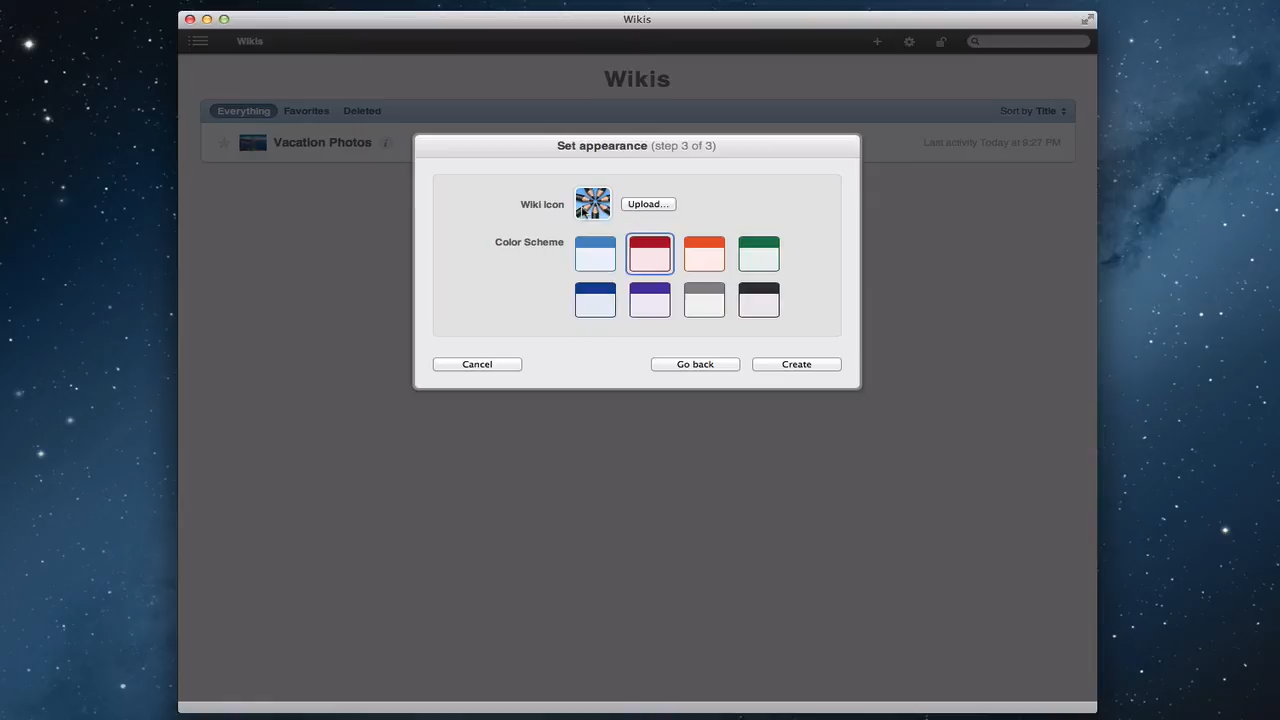 Wikis
Wikis
Wikis
Everything Favorites Deleted Sort by Title
Vacation Photos i Last activity Today at 9:27 PM
Set appearance (step 3 of 3)
Wiki Icon Upload...
Color Scheme
Cancel Go back Create